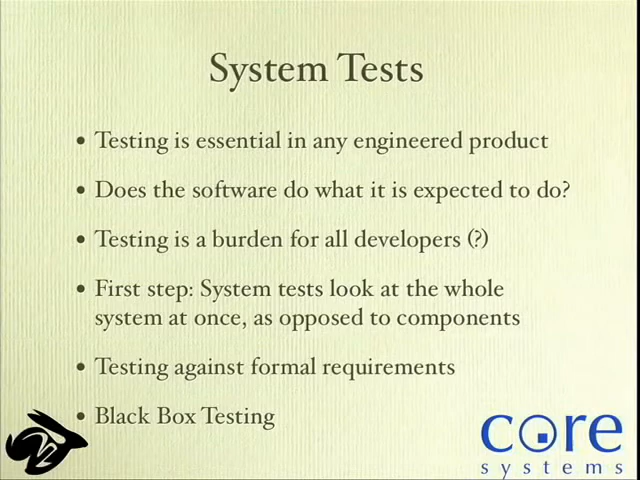 System Tests
• Testing is essential in any engineered product
• Does the software do what it is expected to do?
• Testing is a burden for all developers (?)
• First step: System tests look at the whole
system at once, as opposed to components
• Testing against formal requirements
• Black Box Testing
core
systems